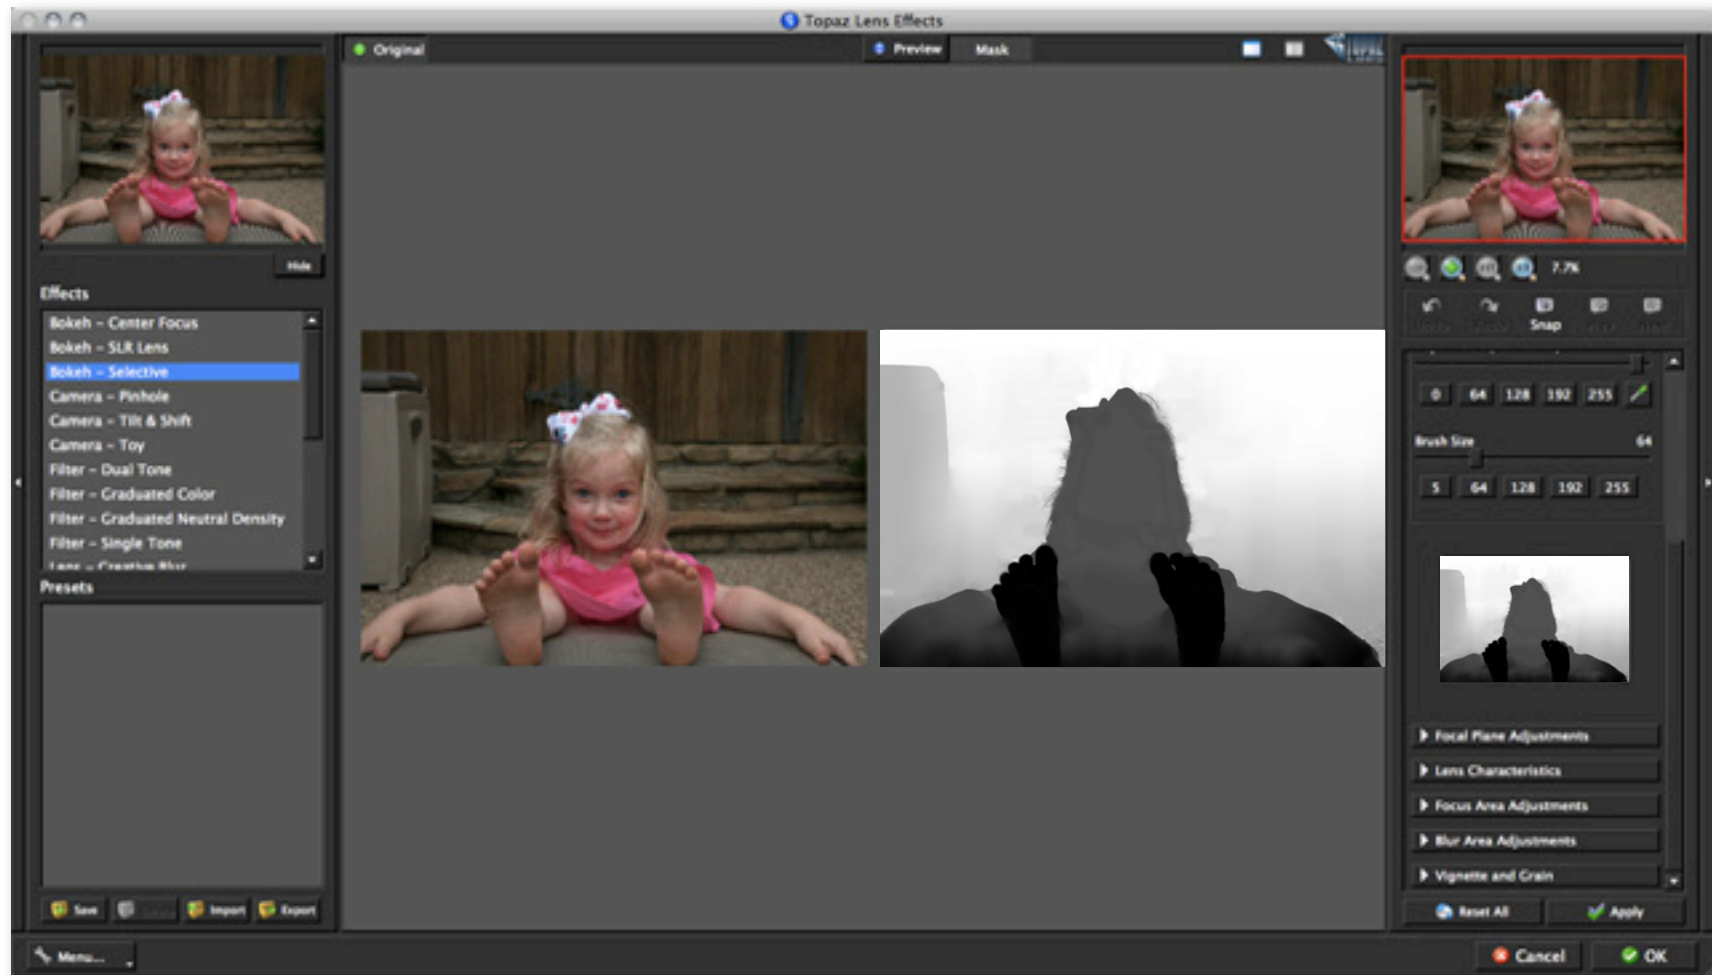 Topaz Lens Effects
Original
Preview
Mask
TOPAZ
Hide
Effects
Bokeh – Center Focus
Bokeh – SLR Lens
Bokeh – Selective
Camera – Pinhole
Camera – Tilt & Shift
Camera – Toy
Filter – Dual Tone
Filter – Graduated Color
Filter – Graduated Neutral Density
Filter – Single Tone
Lens – Creative Blur
Presets
Save
Import
Export
Menu...
7.7%
Snap
0 64 128 192 255
Brush Size 64
5 64 128 192 255
Focal Plane Adjustments
Lens Characteristics
Focus Area Adjustments
Blur Area Adjustments
Vignette and Grain
Reset All
Apply
Cancel
OK